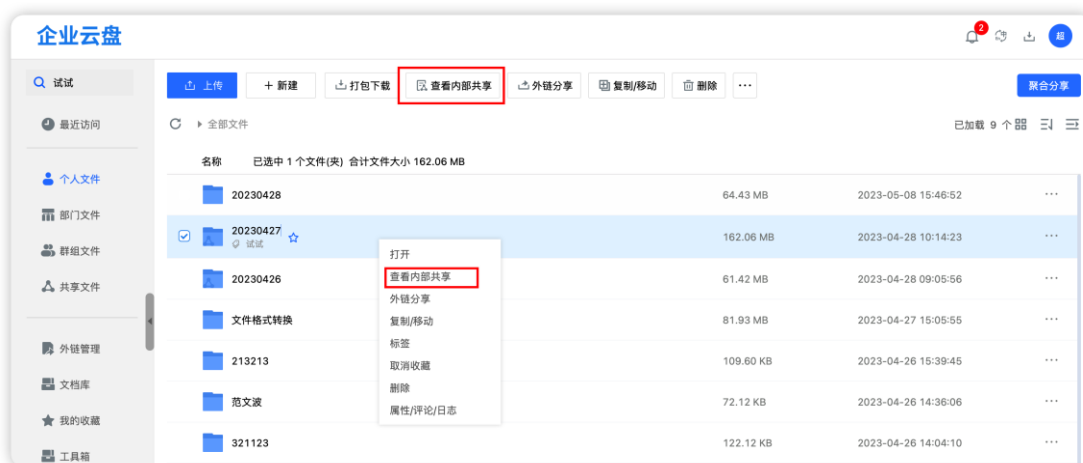 企业云盘
2
超
试试
上传
+ 新建
打包下载
查看内部共享
外链分享
复制/移动
删除
···
聚合分享
最近访问
全部文件
已加载 9 个
名称 已选中 1 个文件(夹) 合计文件大小 162.06 MB
个人文件
20230428 64.43 MB 2023-05-08 15:46:52 ···
部门文件
20230427 162.06 MB 2023-04-28 10:14:23 ···
试试
群组文件
打开
查看内部共享
外链分享
复制/移动
标签
取消收藏
删除
属性/评论/日志
20230426 61.42 MB 2023-04-28 09:05:56 ···
共享文件
文件格式转换 81.93 MB 2023-04-27 15:05:55 ···
外链管理
213213 109.60 KB 2023-04-26 15:39:45 ···
文档库
范文波 72.12 KB 2023-04-26 14:36:06 ···
我的收藏
321123 122.12 KB 2023-04-26 14:04:10 ···
工具箱